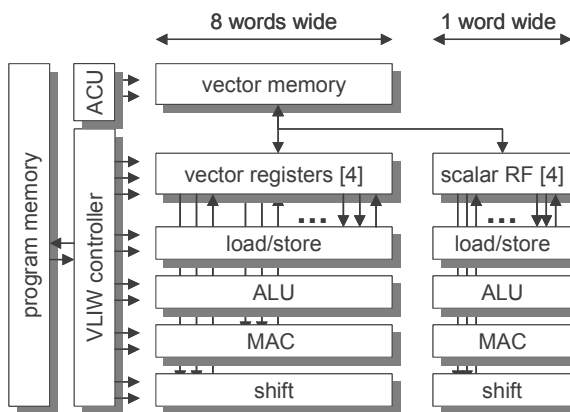 8 words wide
1 word wide
program memory
ACU
VLIW controller
vector memory
vector registers [4]
scalar RF [4]
...
...
load/store
load/store
ALU
ALU
MAC
MAC
shift
shift